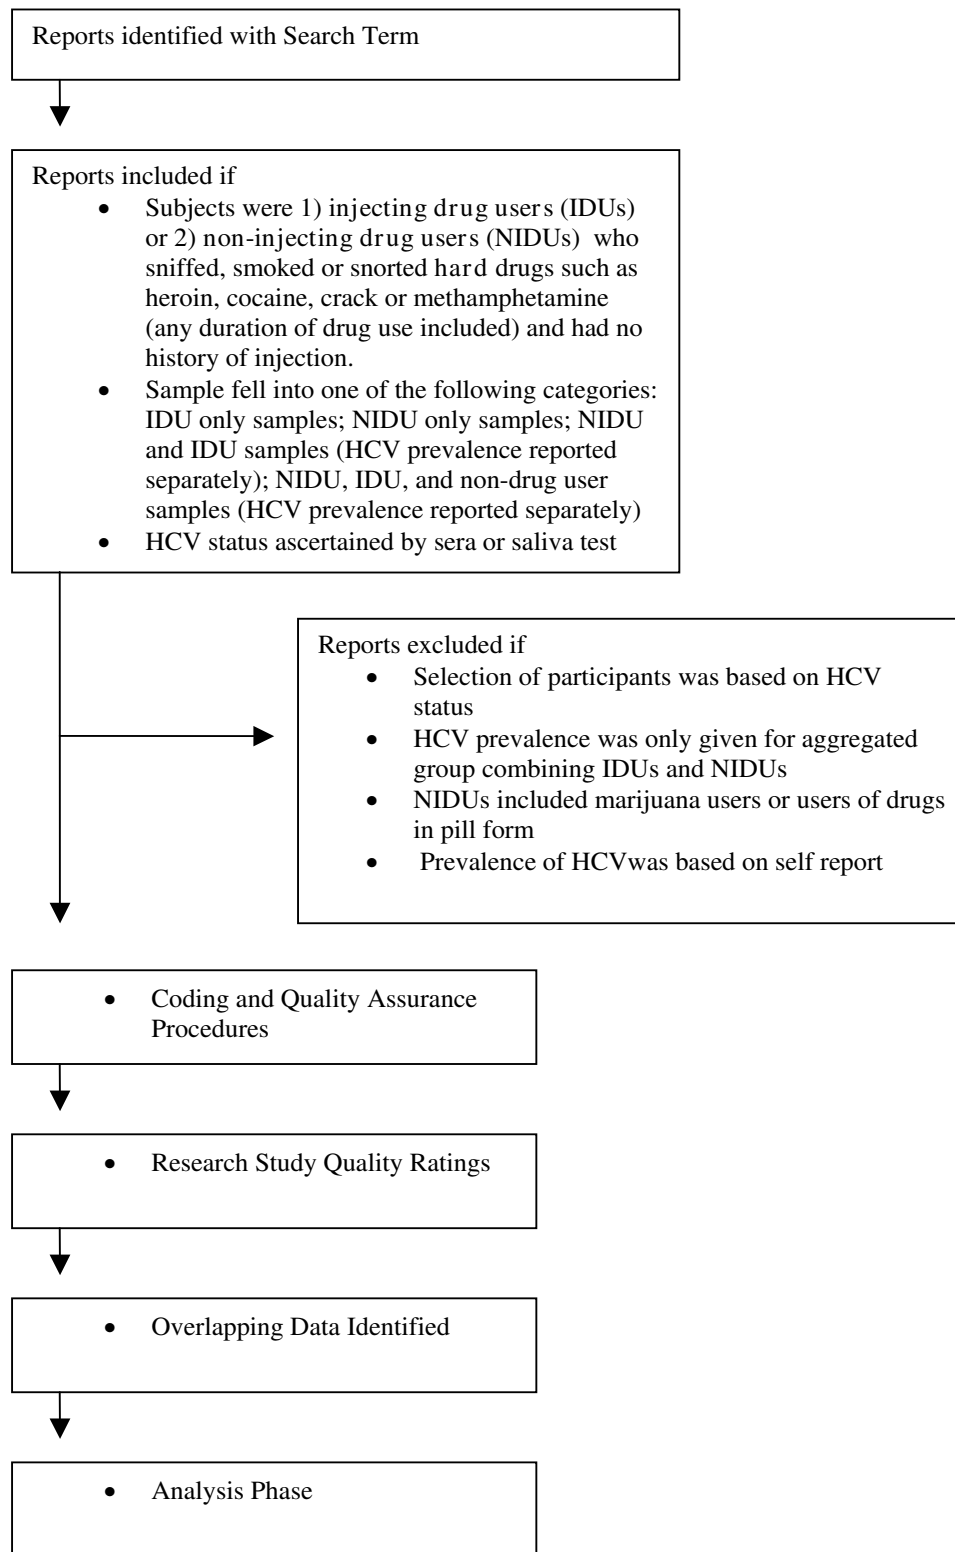 Reports identified with Search Term
Reports included if
• Subjects were 1) injecting drug users (IDUs)
or 2) non-injecting drug users (NIDUs) who
sniffed, smoked or snorted hard drugs such as
heroin, cocaine, crack or methamphetamine
(any duration of drug use included) and had no
history of injection.
• Sample fell into one of the following categories:
IDU only samples; NIDU only samples; NIDU
and IDU samples (HCV prevalence reported
separately); NIDU, IDU, and non-drug user
samples (HCV prevalence reported separately)
• HCV status ascertained by sera or saliva test
Reports excluded if
• Selection of participants was based on HCV
status
• HCV prevalence was only given for aggregated
group combining IDUs and NIDUs
• NIDUs included marijuana users or users of drugs
in pill form
• Prevalence of HCVwas based on self report
• Coding and Quality Assurance
Procedures
• Research Study Quality Ratings
• Overlapping Data Identified
• Analysis Phase